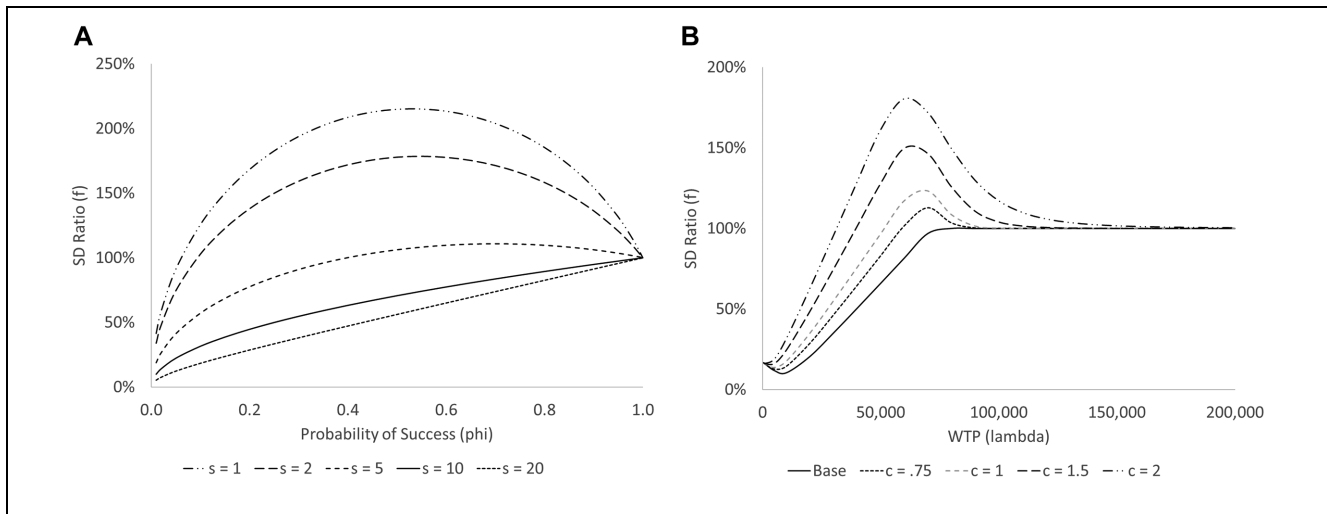 A
250%
200%
150%
100%
50%
0%
SD Ratio (f)
0.0 0.2 0.4 0.6 0.8 1.0
Probability of Success (phi)
s = 1 s = 2 s = 5 s = 10 s = 20
B
200%
150%
100%
50%
0%
SD Ratio (f)
0 50,000 100,000 150,000 200,000
WTP (lambda)
Base c = .75 c = 1 c = 1.5 c = 2